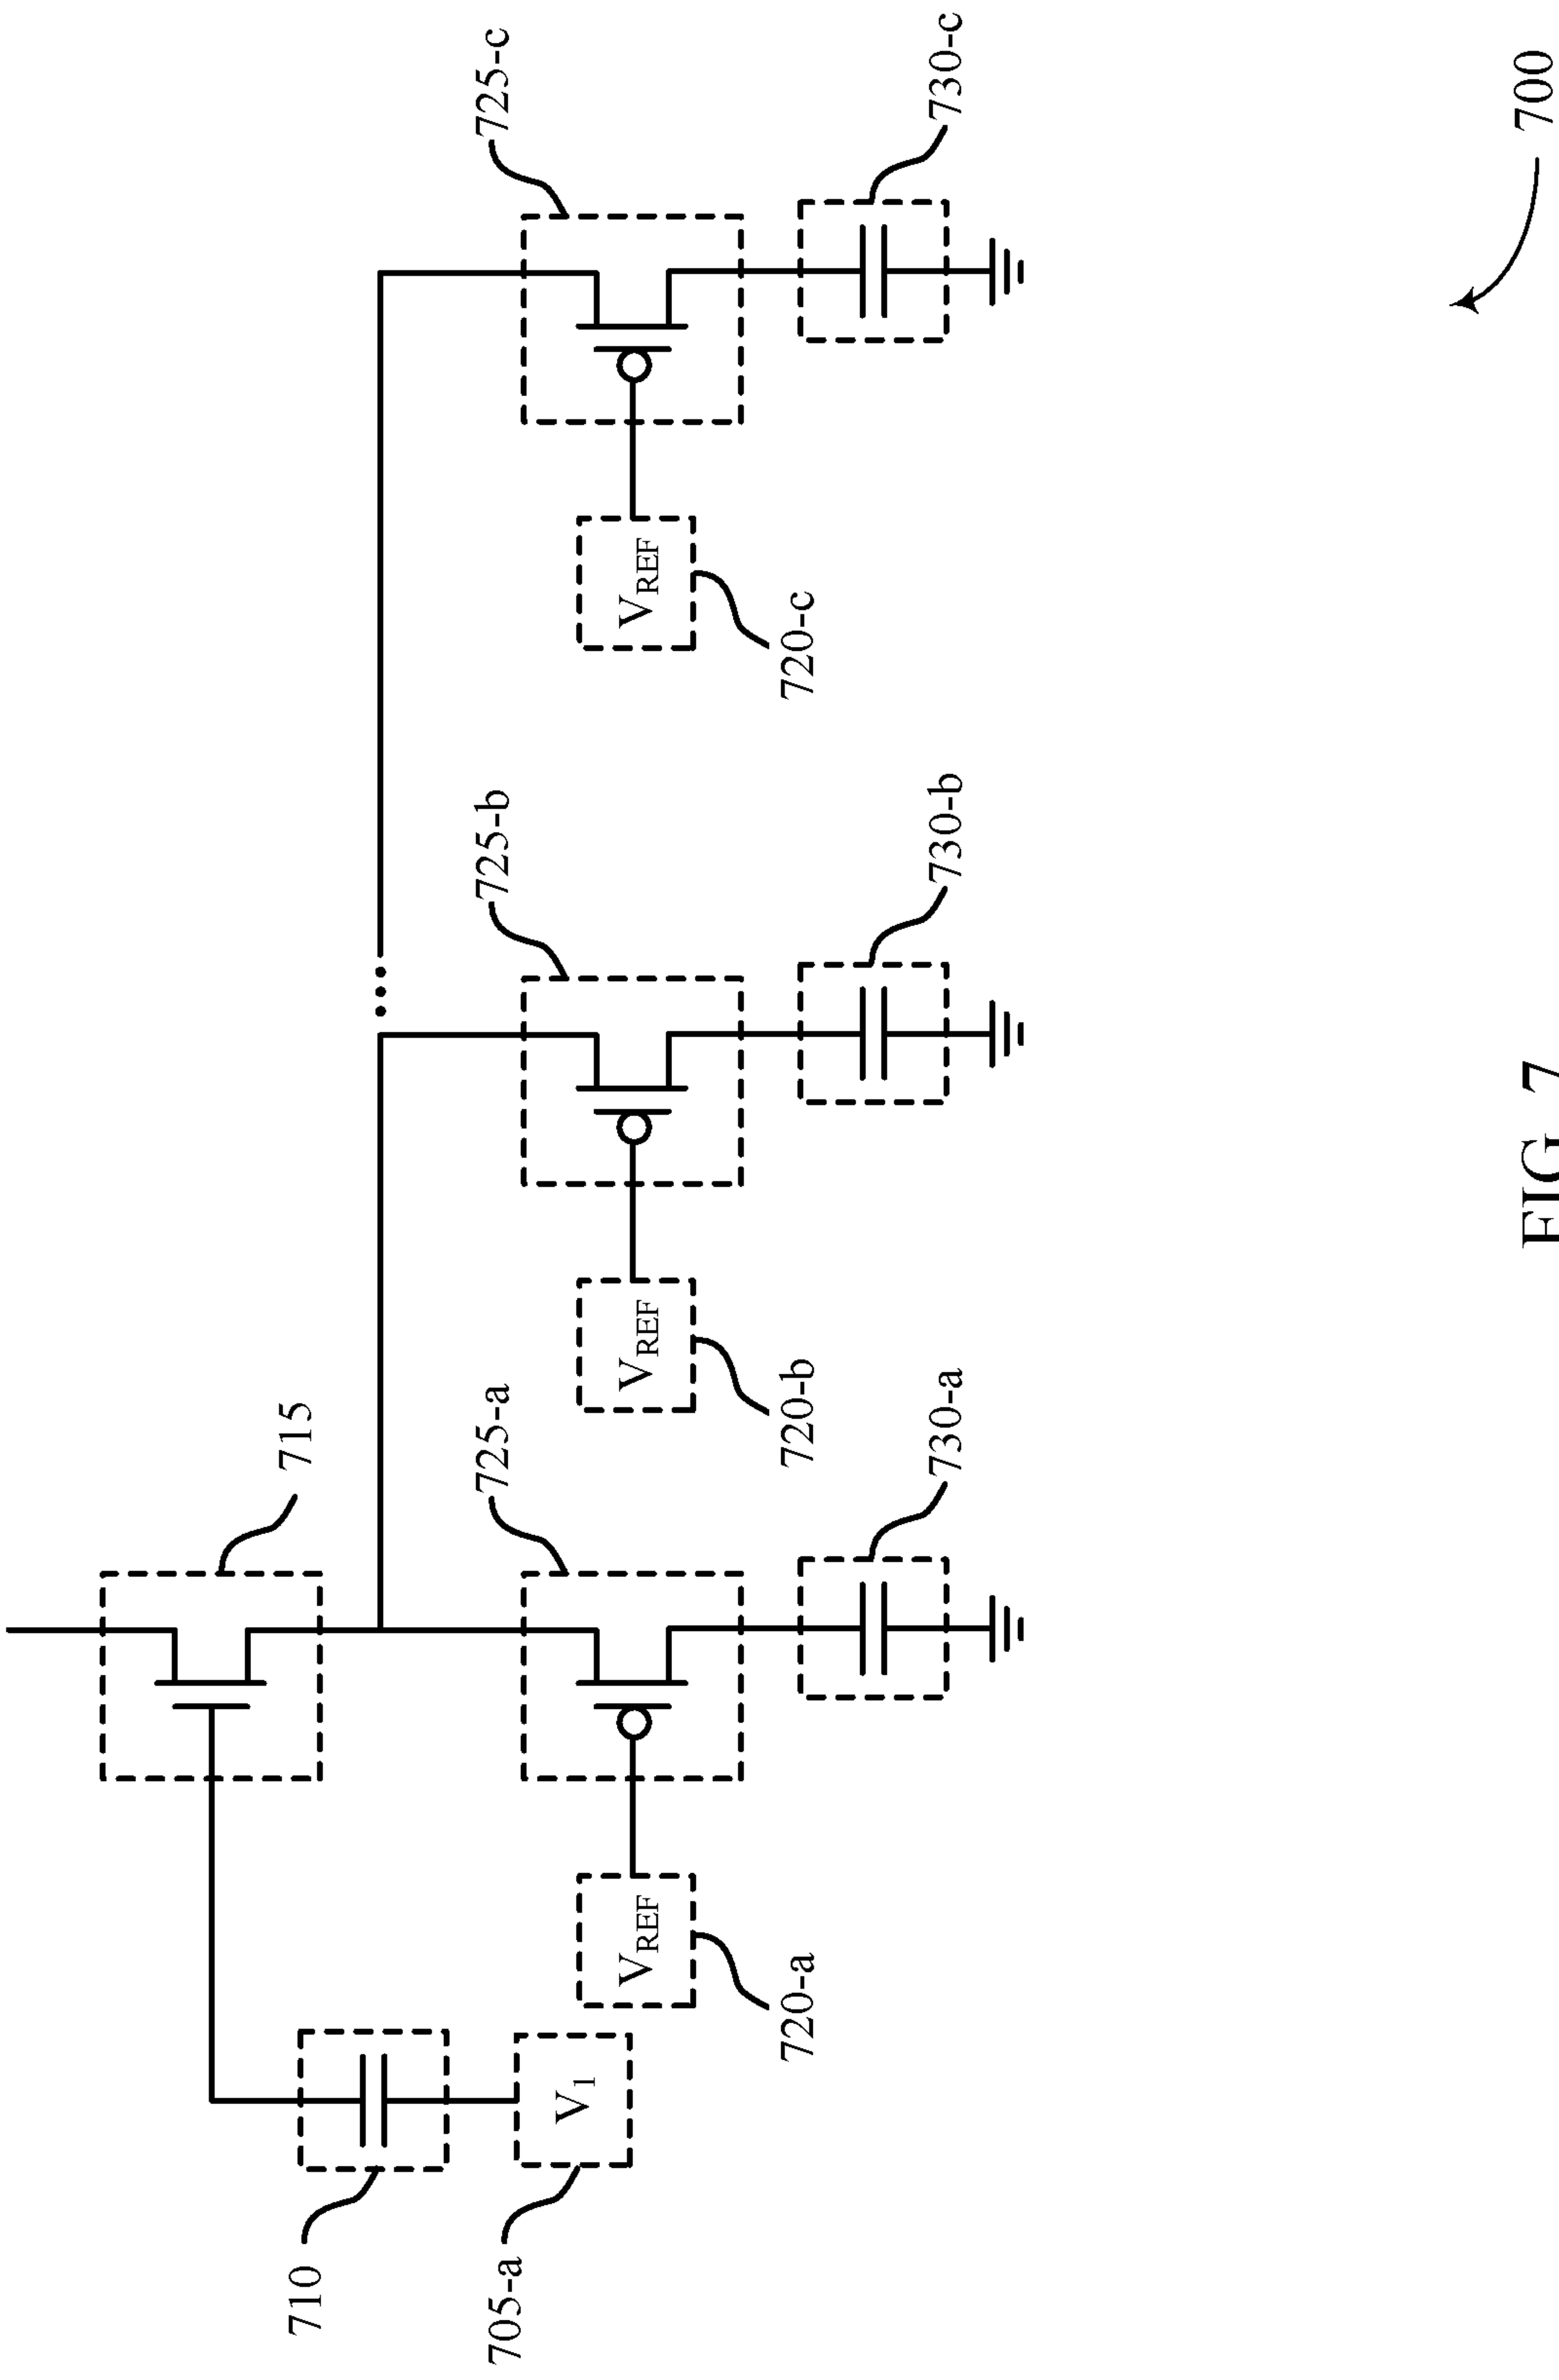 710
715
705-a
725-a
725-b
725-c
V1
VREF
VREF
VREF
720-a
720-b
720-c
730-a
730-b
730-c
700
FIG 7